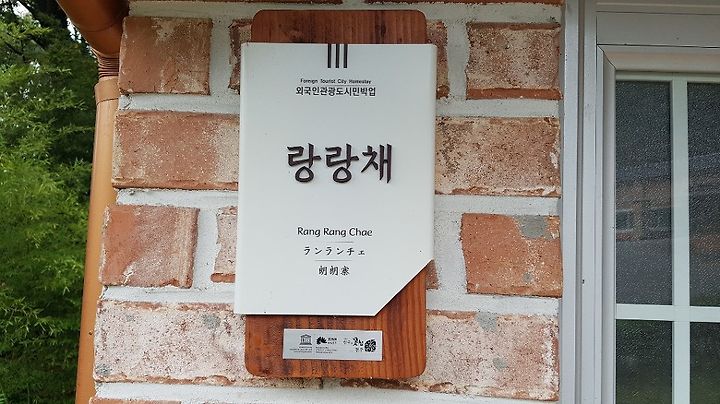 Foreign Tourist City Homestay
외국인관광도시민박업
랑랑채
Rang Rang Chae
ランランチェ
朗朗寨